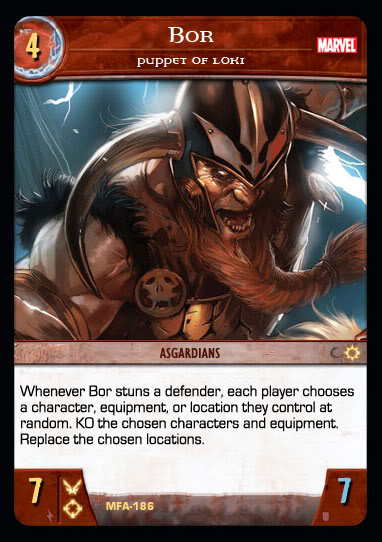 4
Bor
MARVEL
PUPPET OF LOKI
ASGARDIANS
C
Whenever Bor stuns a defender, each player chooses
a character, equipment, or location they control at
random. KO the chosen characters and equipment.
Replace the chosen locations.
7
MFA-186
7